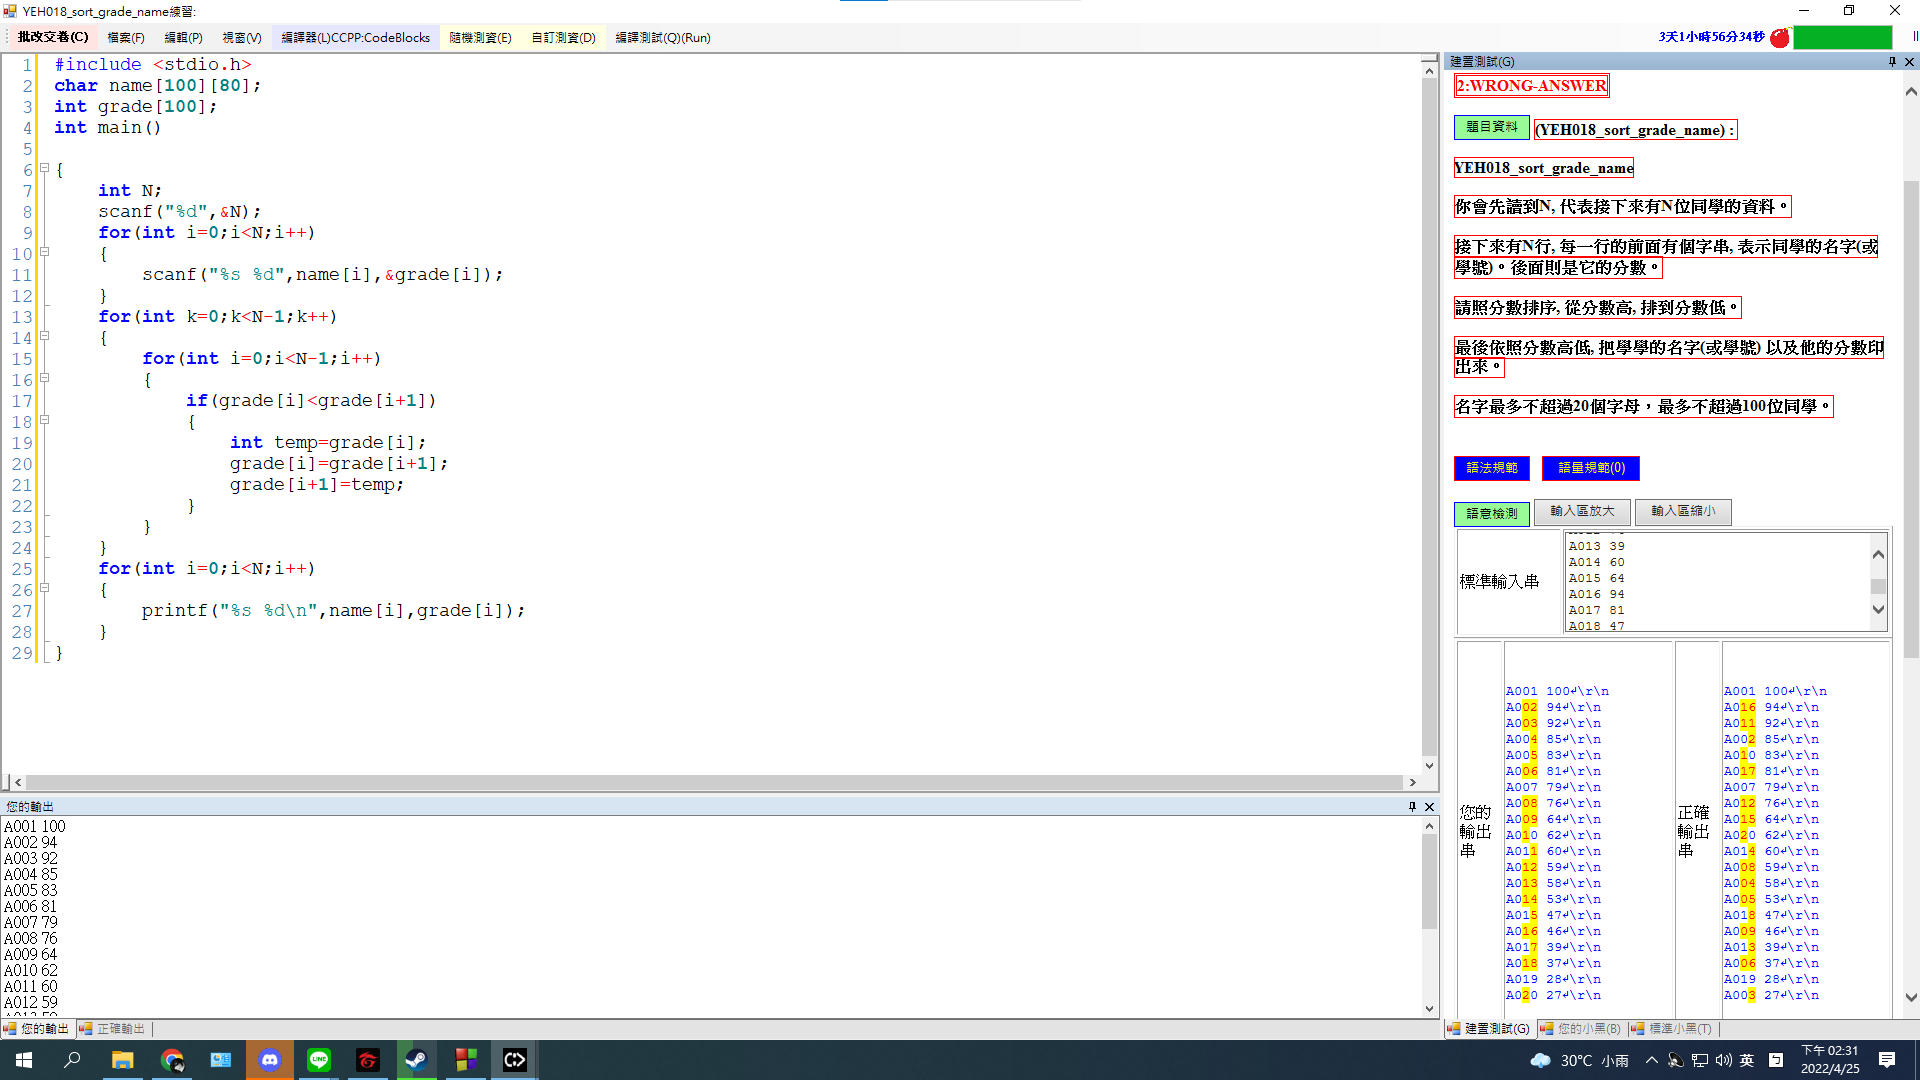 YEH018_sort_grade_name練習:
批改交卷(C) 檔案(F) 編輯(P) 視窗(V) 編譯器(L)CCPP:CodeBlocks 隨機測資(E) 自訂測資(D) 編譯測試(Q)(Run) 3天1小時56分34秒
1 #include <stdio.h>
2 char name[100][80];
3 int grade[100];
4 int main()
5
6 {
7 int N;
8 scanf("%d",&N);
9 for(int i=0;i<N;i++)
10 {
11 scanf("%s %d",name[i],&grade[i]);
12 }
13 for(int k=0;k<N-1;k++)
14 {
15 for(int i=0;i<N-1;i++)
16 {
17 if(grade[i]<grade[i+1])
18 {
19 int temp=grade[i];
20 grade[i]=grade[i+1];
21 grade[i+1]=temp;
22 }
23 }
24 }
25 for(int i=0;i<N;i++)
26 {
27 printf("%s %d\n",name[i],grade[i]);
28 }
29 }
您的輸出
A001 100
A002 94
A003 92
A004 85
A005 83
A006 81
A007 79
A008 76
A009 64
A010 62
A011 60
A012 59
您的輸出 正確輸出
建置測試(G)
2:WRONG-ANSWER
題目資料 (YEH018_sort_grade_name) :
YEH018_sort_grade_name
你會先讀到N, 代表接下來有N位同學的資料。
接下來有N行, 每一行的前面有個字串, 表示同學的名字(或
學號)。後面則是它的分數。
請照分數排序, 從分數高, 排到分數低。
最後依照分數高低, 把學學的名字(或學號) 以及他的分數印
出來。
名字最多不超過20個字母，最多不超過100位同學。
語法規範 語量規範(0)
語意檢測 輸入區放大 輸入區縮小
標準輸入串
A013 39
A014 60
A015 64
A016 94
A017 81
A018 47
您的
輸出
串
A001 100↵\r\n
A002 94↵\r\n
A003 92↵\r\n
A004 85↵\r\n
A005 83↵\r\n
A006 81↵\r\n
A007 79↵\r\n
A008 76↵\r\n
A009 64↵\r\n
A010 62↵\r\n
A011 60↵\r\n
A012 59↵\r\n
A013 58↵\r\n
A014 53↵\r\n
A015 47↵\r\n
A016 46↵\r\n
A017 39↵\r\n
A018 37↵\r\n
A019 28↵\r\n
A020 27↵\r\n
正確
輸出
串
A001 100↵\r\n
A016 94↵\r\n
A011 92↵\r\n
A002 85↵\r\n
A010 83↵\r\n
A017 81↵\r\n
A007 79↵\r\n
A012 76↵\r\n
A015 64↵\r\n
A020 62↵\r\n
A014 60↵\r\n
A008 59↵\r\n
A004 58↵\r\n
A005 53↵\r\n
A018 47↵\r\n
A009 46↵\r\n
A013 39↵\r\n
A006 37↵\r\n
A019 28↵\r\n
A003 27↵\r\n
建置測試(G) 您的小黑(B) 標準小黑(T)
LINE
30°C 小雨 英 下午 02:31
2022/4/25